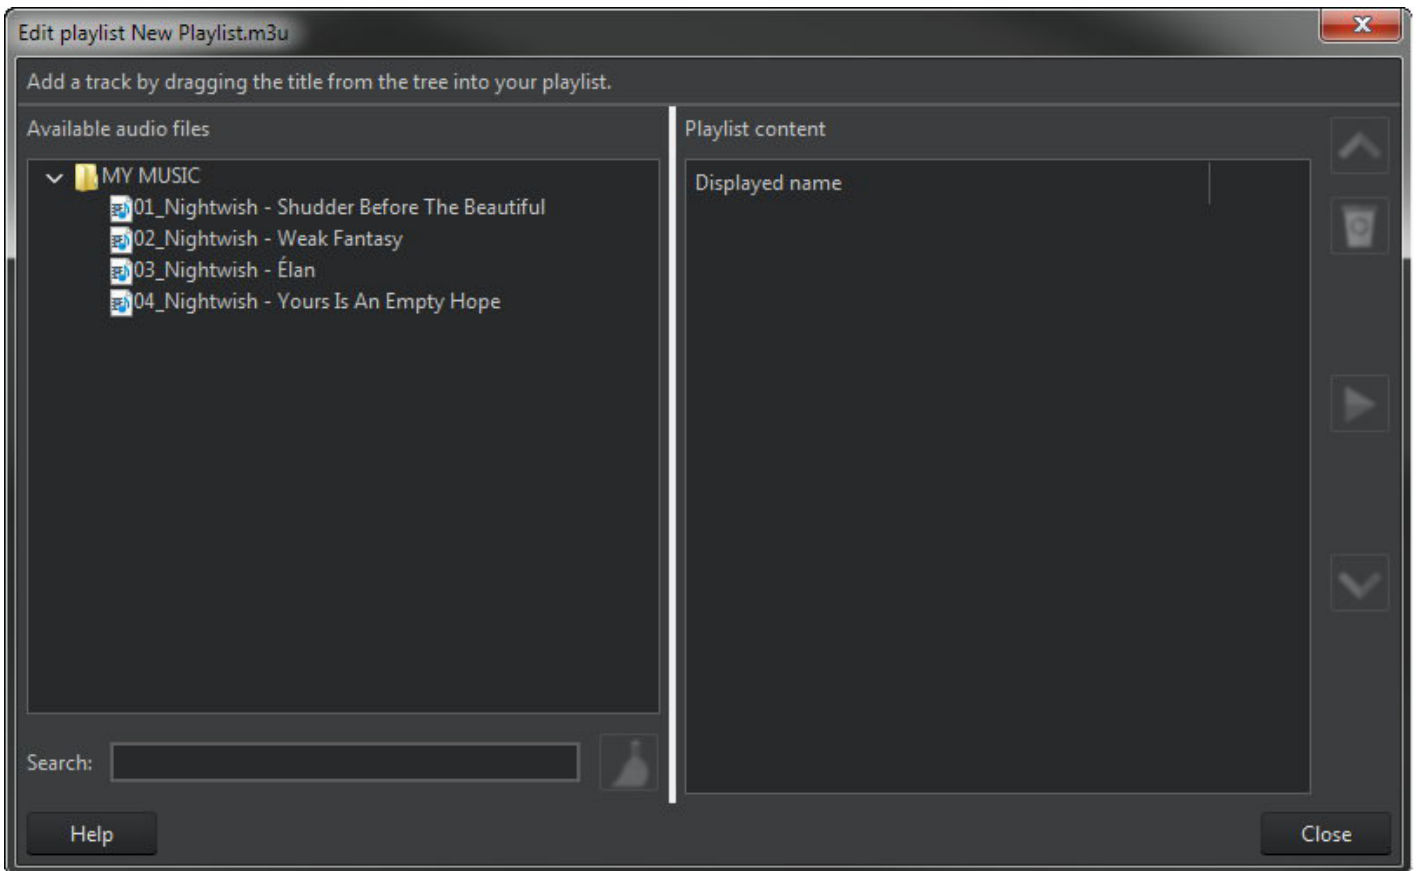 Edit playlist New Playlist.m3u
Add a track by dragging the title from the tree into your playlist.
Available audio files
MY MUSIC
01_Nightwish - Shudder Before The Beautiful
02_Nightwish - Weak Fantasy
03_Nightwish - Élan
04_Nightwish - Yours Is An Empty Hope
Search:
Help
Playlist content
Displayed name
Close